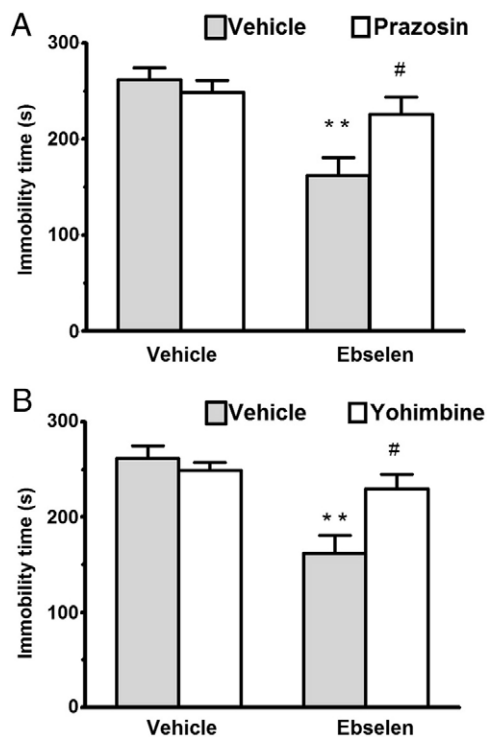 A
Vehicle Prazosin
Immobility time (s)
300
200
100
0
* *
#
Vehicle Ebselen
B
Vehicle Yohimbine
Immobility time (s)
300
200
100
0
* *
#
Vehicle Ebselen